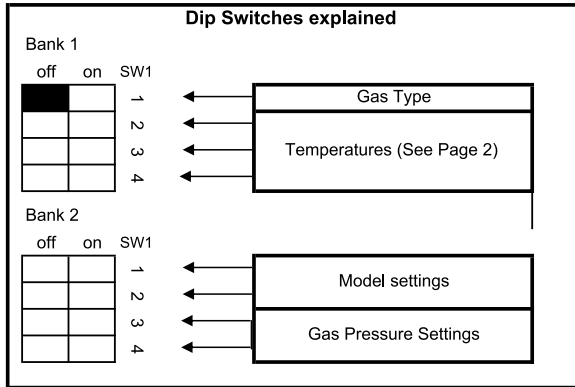 Dip Switches explained
Bank 1
off on SW1
1 Gas Type
2
3 Temperatures (See Page 2)
4
Bank 2
off on SW1
1
Model settings
2
3
Gas Pressure Settings
4